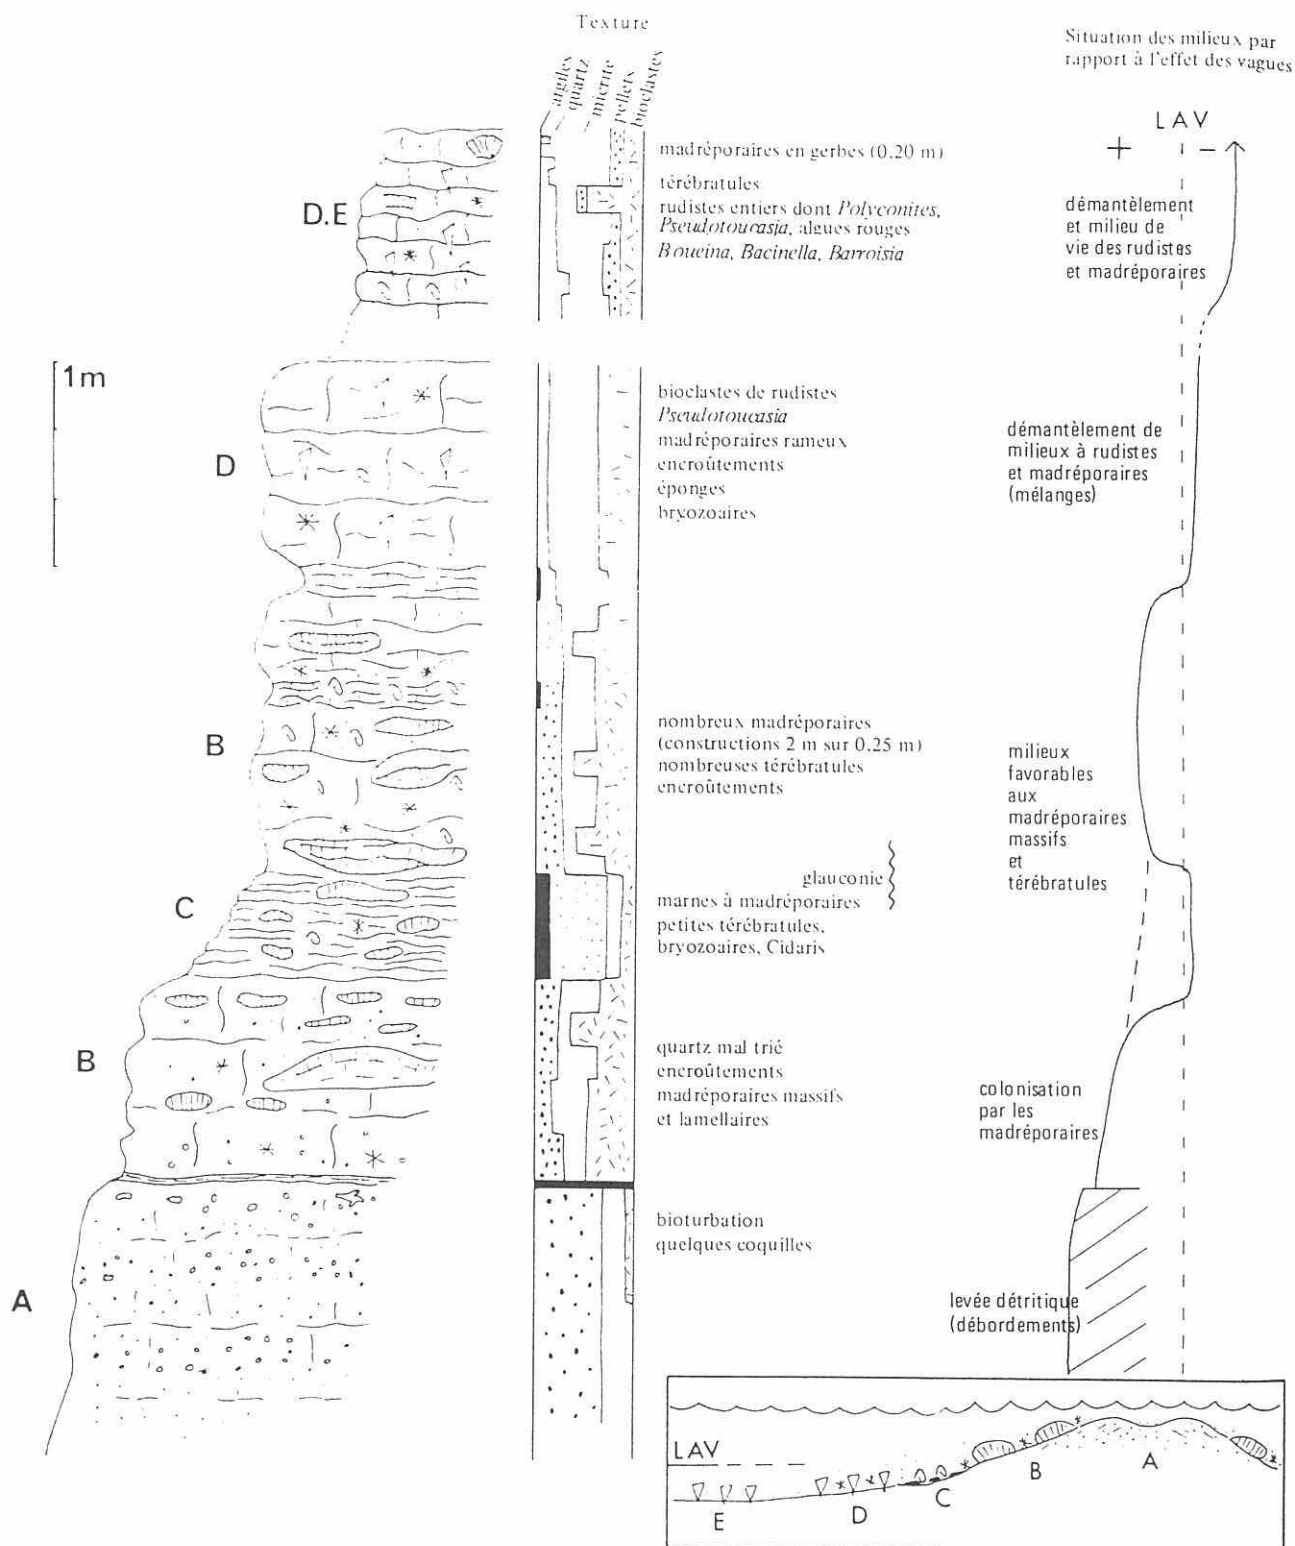 Texture
argiles
quartz
micrite
pellets
bioclastes
Situation des milieux par
rapport à l'effet des vagues
LAV
+ -
D.E
madréporaires en gerbes (0.20 m)
térébratules
rudistes entiers dont Polyconites,
Pseudotoucasia, algues rouges
Boueina, Bacinella, Barroisia
démantèlement
et milieu de
vie des rudistes
et madréporaires
1m
D
bioclastes de rudistes
Pseudotoucasia
madréporaires rameux
encroûtements
éponges
bryozoaires
démantèlement de
milieux à rudistes
et madréporaires
(mélanges)
B
nombreux madréporaires
(constructions 2 m sur 0.25 m)
nombreuses térébratules
encroûtements
milieux
favorables
aux
madréporaires
massifs
et
térébratules
C
glauconie
marnes à madréporaires
petites térébratules,
bryozoaires, Cidaris
B
quartz mal trié
encroûtements
madréporaires massifs
et lamellaires
colonisation
par les
madréporaires
A
bioturbation
quelques coquilles
levée détritique
(débordements)
LAV
E
D
C
B
A